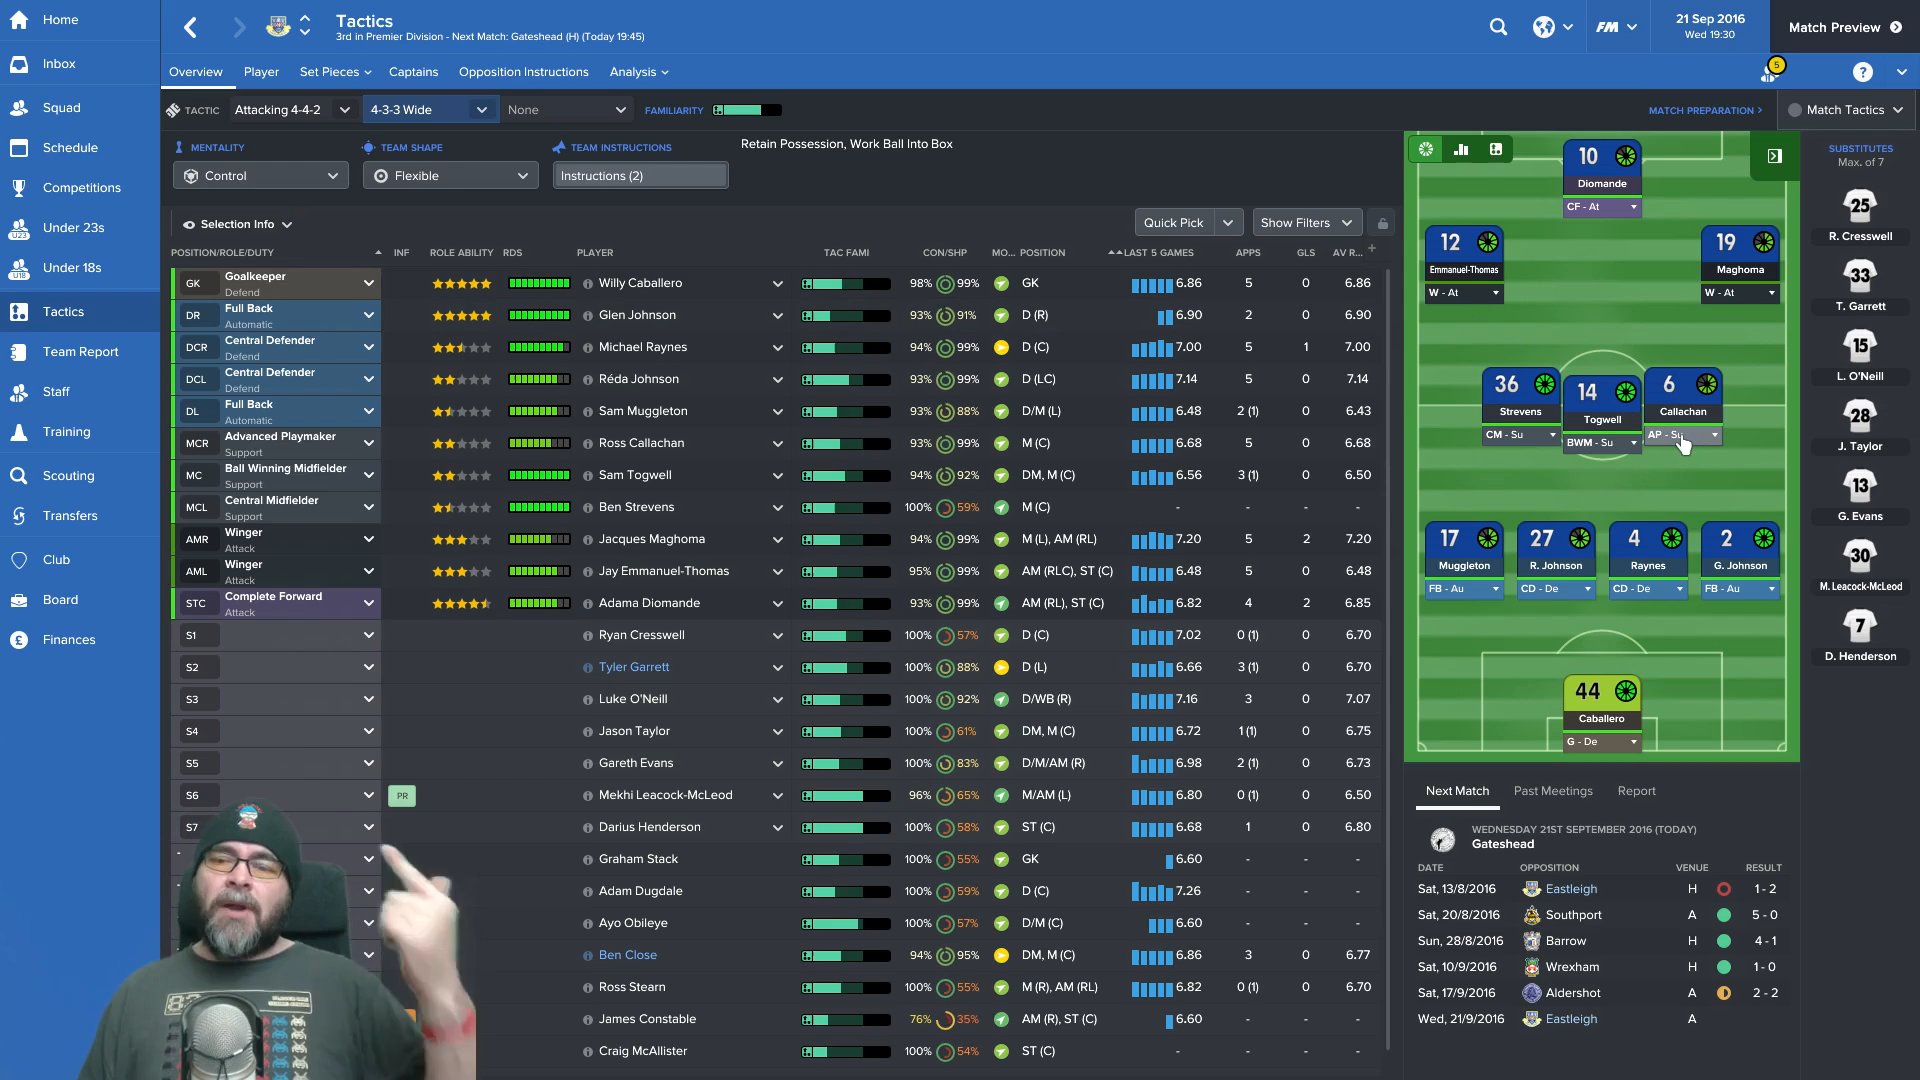 Home
Inbox
Squad
Schedule
Competitions
Under 23s
Under 18s
Tactics
Team Report
Staff
Training
Scouting
Transfers
Club
Board
Finances
Tactics
3rd in Premier Division - Next Match: Gateshead (H) (Today 19:45)
FM
21 Sep 2016
Wed 19:30
Match Preview
Overview Player Set Pieces Captains Opposition Instructions Analysis
5
?
TACTIC Attacking 4-4-2 4-3-3 Wide None FAMILIARITY
MATCH PREPARATION > Match Tactics
MENTALITY TEAM SHAPE TEAM INSTRUCTIONS Retain Possession, Work Ball Into Box
Control Flexible Instructions (2)
Selection Info Quick Pick Show Filters
POSITION/ROLE/DUTY INF ROLE ABILITY RDS PLAYER TAC FAMI CON/SHP MO... POSITION LAST 5 GAMES APPS GLS AV R...
GK Goalkeeper Defend Willy Caballero 98% 99% GK 6.86 5 0 6.86
DR Full Back Automatic Glen Johnson 93% 91% D (R) 6.90 2 0 6.90
DCR Central Defender Defend Michael Raynes 94% 99% D (C) 7.00 5 1 7.00
DCL Central Defender Defend Réda Johnson 93% 99% D (LC) 7.14 5 0 7.14
DL Full Back Automatic Sam Muggleton 93% 88% D/M (L) 6.48 2 (1) 0 6.43
MCR Advanced Playmaker Support Ross Callachan 93% 99% M (C) 6.68 5 0 6.68
MC Ball Winning Midfielder Support Sam Togwell 94% 92% DM, M (C) 6.56 3 (1) 0 6.50
MCL Central Midfielder Support Ben Strevens 100% 59% M (C) - - - -
AMR Winger Attack Jacques Maghoma 94% 99% M (L), AM (RL) 7.20 5 2 7.20
AML Winger Attack Jay Emmanuel-Thomas 95% 99% AM (RLC), ST (C) 6.48 5 0 6.48
STC Complete Forward Attack Adama Diomande 93% 99% AM (RL), ST (C) 6.82 4 2 6.85
S1 Ryan Cresswell 100% 57% D (C) 7.02 0 (1) 0 6.70
S2 Tyler Garrett 100% 88% D (L) 6.66 3 (1) 0 6.70
S3 Luke O'Neill 100% 92% D/WB (R) 7.16 3 0 7.07
S4 Jason Taylor 100% 61% DM, M (C) 6.72 1 (1) 0 6.75
S5 Gareth Evans 100% 83% D/M/AM (R) 6.98 2 (1) 0 6.73
S6 PR Mekhi Leacock-McLeod 96% 65% M/AM (L) 6.80 0 (1) 0 6.50
S7 Darius Henderson 100% 58% ST (C) 6.68 1 0 6.80
Graham Stack 100% 55% GK 6.60 - - -
Adam Dugdale 100% 59% D (C) 7.26 - - -
Ayo Obileye 100% 57% D/M (C) 6.60 - - -
Ben Close 94% 95% DM, M (C) 6.86 3 0 6.77
Ross Stearn 100% 55% M (R), AM (RL) 6.82 0 (1) 0 6.70
James Constable 76% 35% AM (R), ST (C) 6.60 - - -
Craig McAllister 100% 54% ST (C) - - - -
10
Diomande
CF - At
12 19
Emmanuel-Thomas Maghoma
W - At W - At
36 14 6
Strevens Togwell Callachan
CM - Su BWM - Su AP - Su
17 27 4 2
Muggleton R. Johnson Raynes G. Johnson
FB - Au CD - De CD - De FB - Au
44
Caballero
G - De
SUBSTITUTES
Max. of 7
25
R. Cresswell
33
T. Garrett
15
L. O'Neill
28
J. Taylor
13
G. Evans
30
M. Leacock-McLeod
7
D. Henderson
Next Match Past Meetings Report
WEDNESDAY 21ST SEPTEMBER 2016 (TODAY)
Gateshead
DATE OPPOSITION VENUE RESULT
Sat, 13/8/2016 Eastleigh H 1 - 2
Sat, 20/8/2016 Southport A 5 - 0
Sun, 28/8/2016 Barrow H 4 - 1
Sat, 10/9/2016 Wrexham H 1 - 0
Sat, 17/9/2016 Aldershot A 2 - 2
Wed, 21/9/2016 Eastleigh A